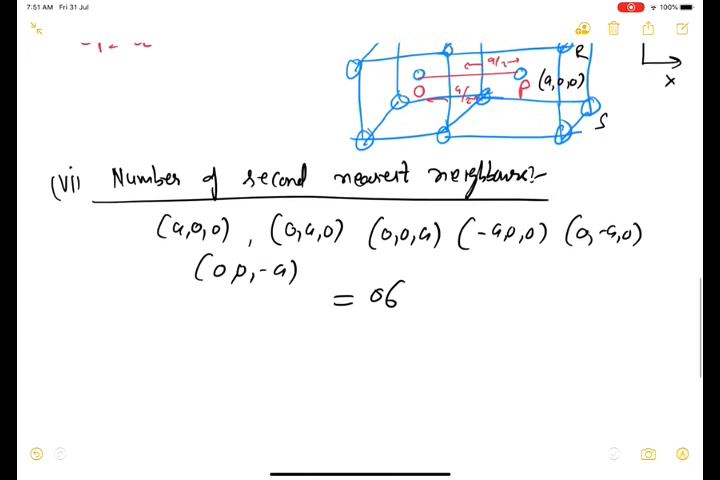 7:51 AM Fri 31 Jul
100%
R
a/2
O
a/2
P
(a,0,0)
X
S
(vi) Number of second nearest neighbours:-
(a,0,0), (0,a,0) (0,0,a) (-a,0,0) (0,-a,0)
(0,0,-a)
= 06